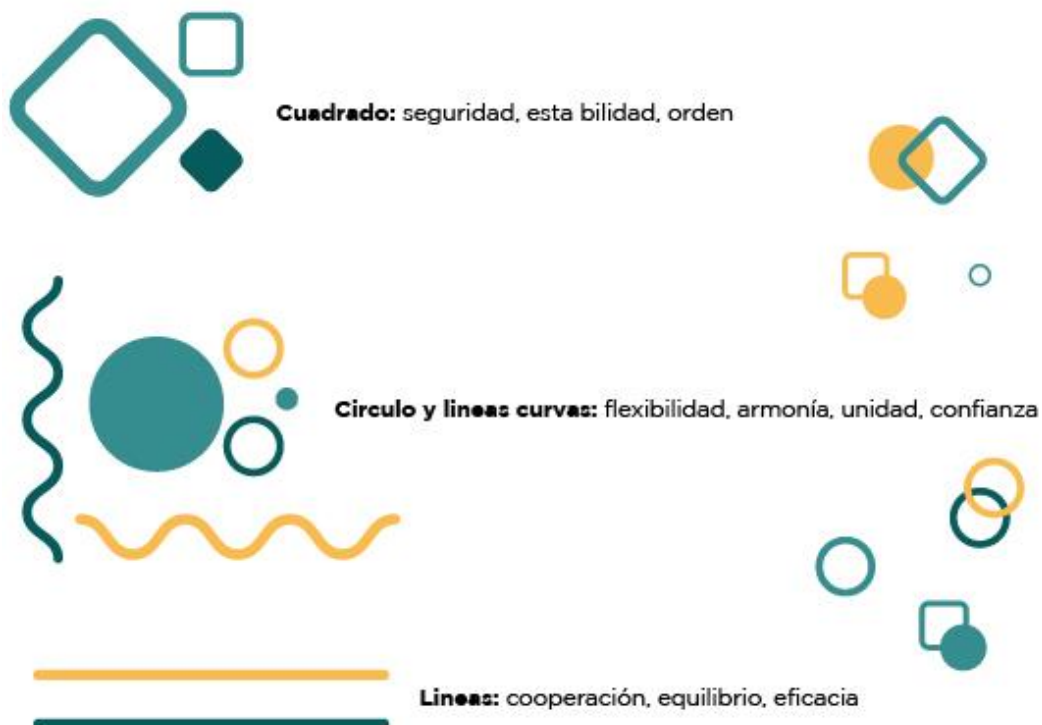 Cuadrado: seguridad, esta bilidad, orden
Circulo y lineas curvas: flexibilidad, armonía, unidad, confianza
Lineas: cooperación, equilibrio, eficacia